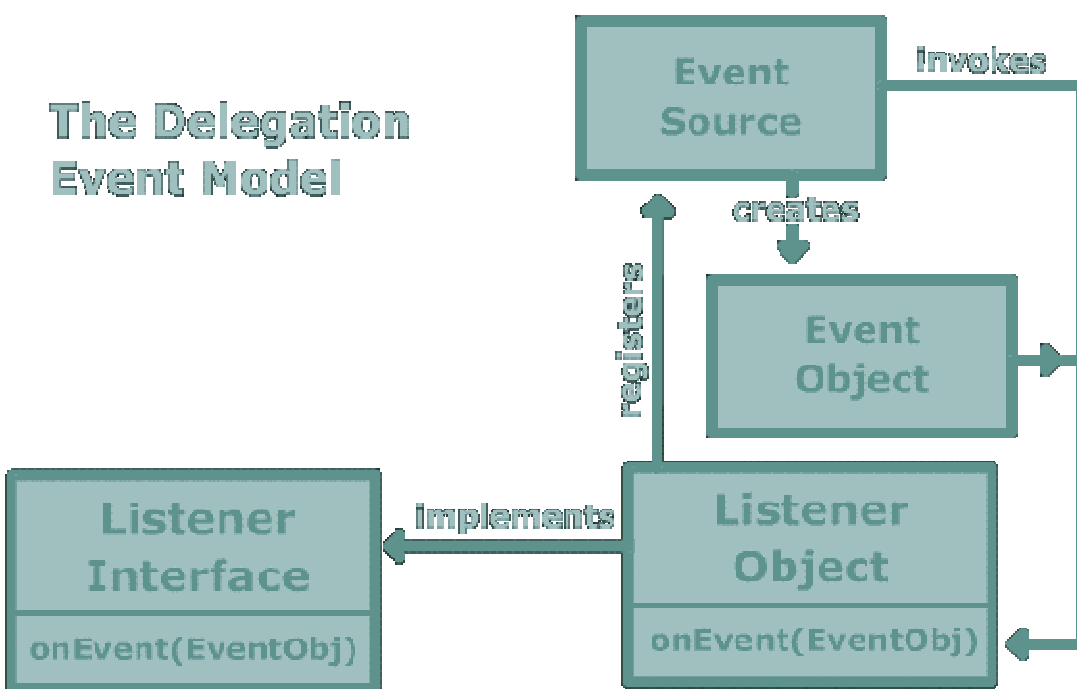 The Delegation
Event Model
Event
Source
invokes
creates
registers
Event
Object
implements
Listener
Interface
onEvent(EventObj)
Listener
Object
onEvent(EventObj)